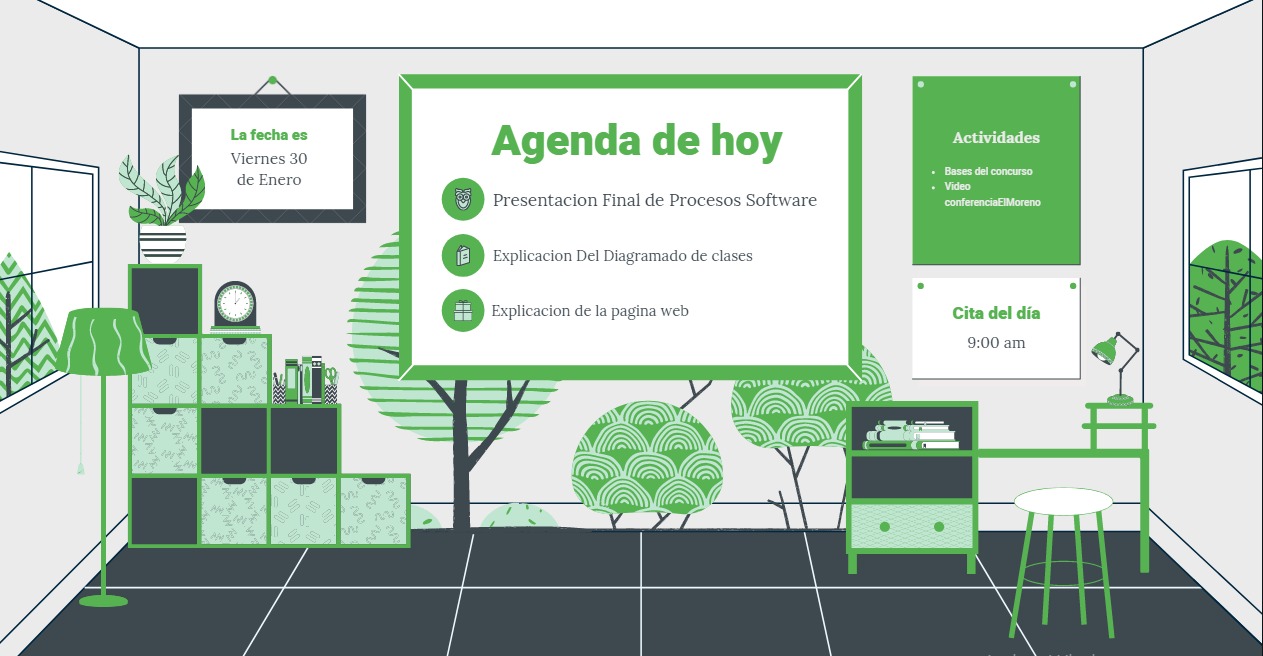 La fecha es
Viernes 30
de Enero
Agenda de hoy
Presentacion Final de Procesos Software
Explicacion Del Diagramado de clases
Explicacion de la pagina web
Actividades
• Bases del concurso
• Video
conferenciaElMoreno
Cita del día
9:00 am